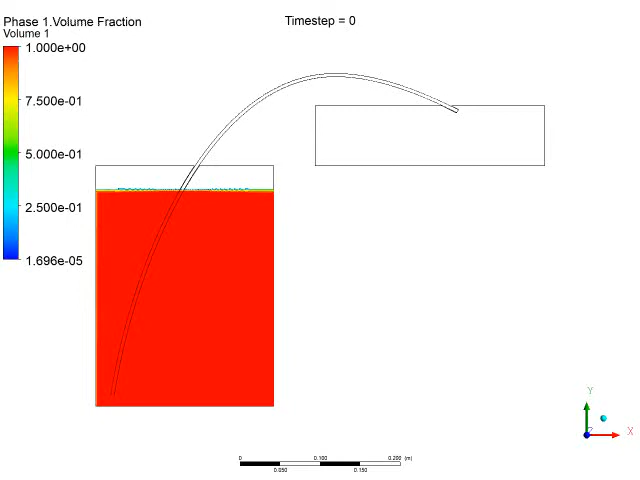 Phase 1.Volume Fraction
Volume 1
Timestep = 0
1.000e+00
7.500e-01
5.000e-01
2.500e-01
1.696e-05
Y
Z
X
0 0.100 0.200 (m)
0.050 0.150